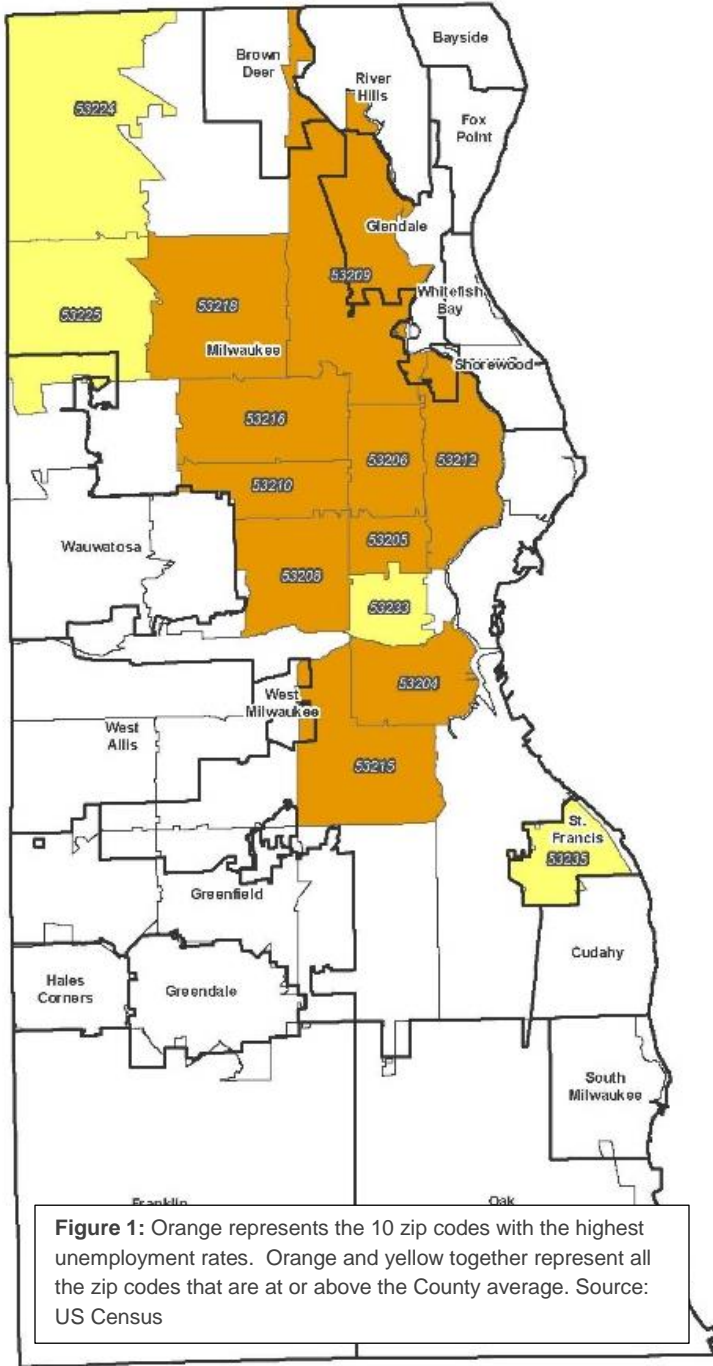 Bayside
Brown
Deer
River
Hills
53224
Fox
Point
Glendale
53209
53218
Whitefish
Bay
53225
Milwaukee
Shorewood
53216
53206
53212
53210
53205
Wauwatosa
53208
53233
53204
West
Milwaukee
West
Allis
53215
St.
Francis
53235
Greenfield
Cudahy
Hales
Corners
Greendale
South
Milwaukee
Franklin
Oak
Figure 1: Orange represents the 10 zip codes with the highest
unemployment rates. Orange and yellow together represent all
the zip codes that are at or above the County average. Source:
US Census